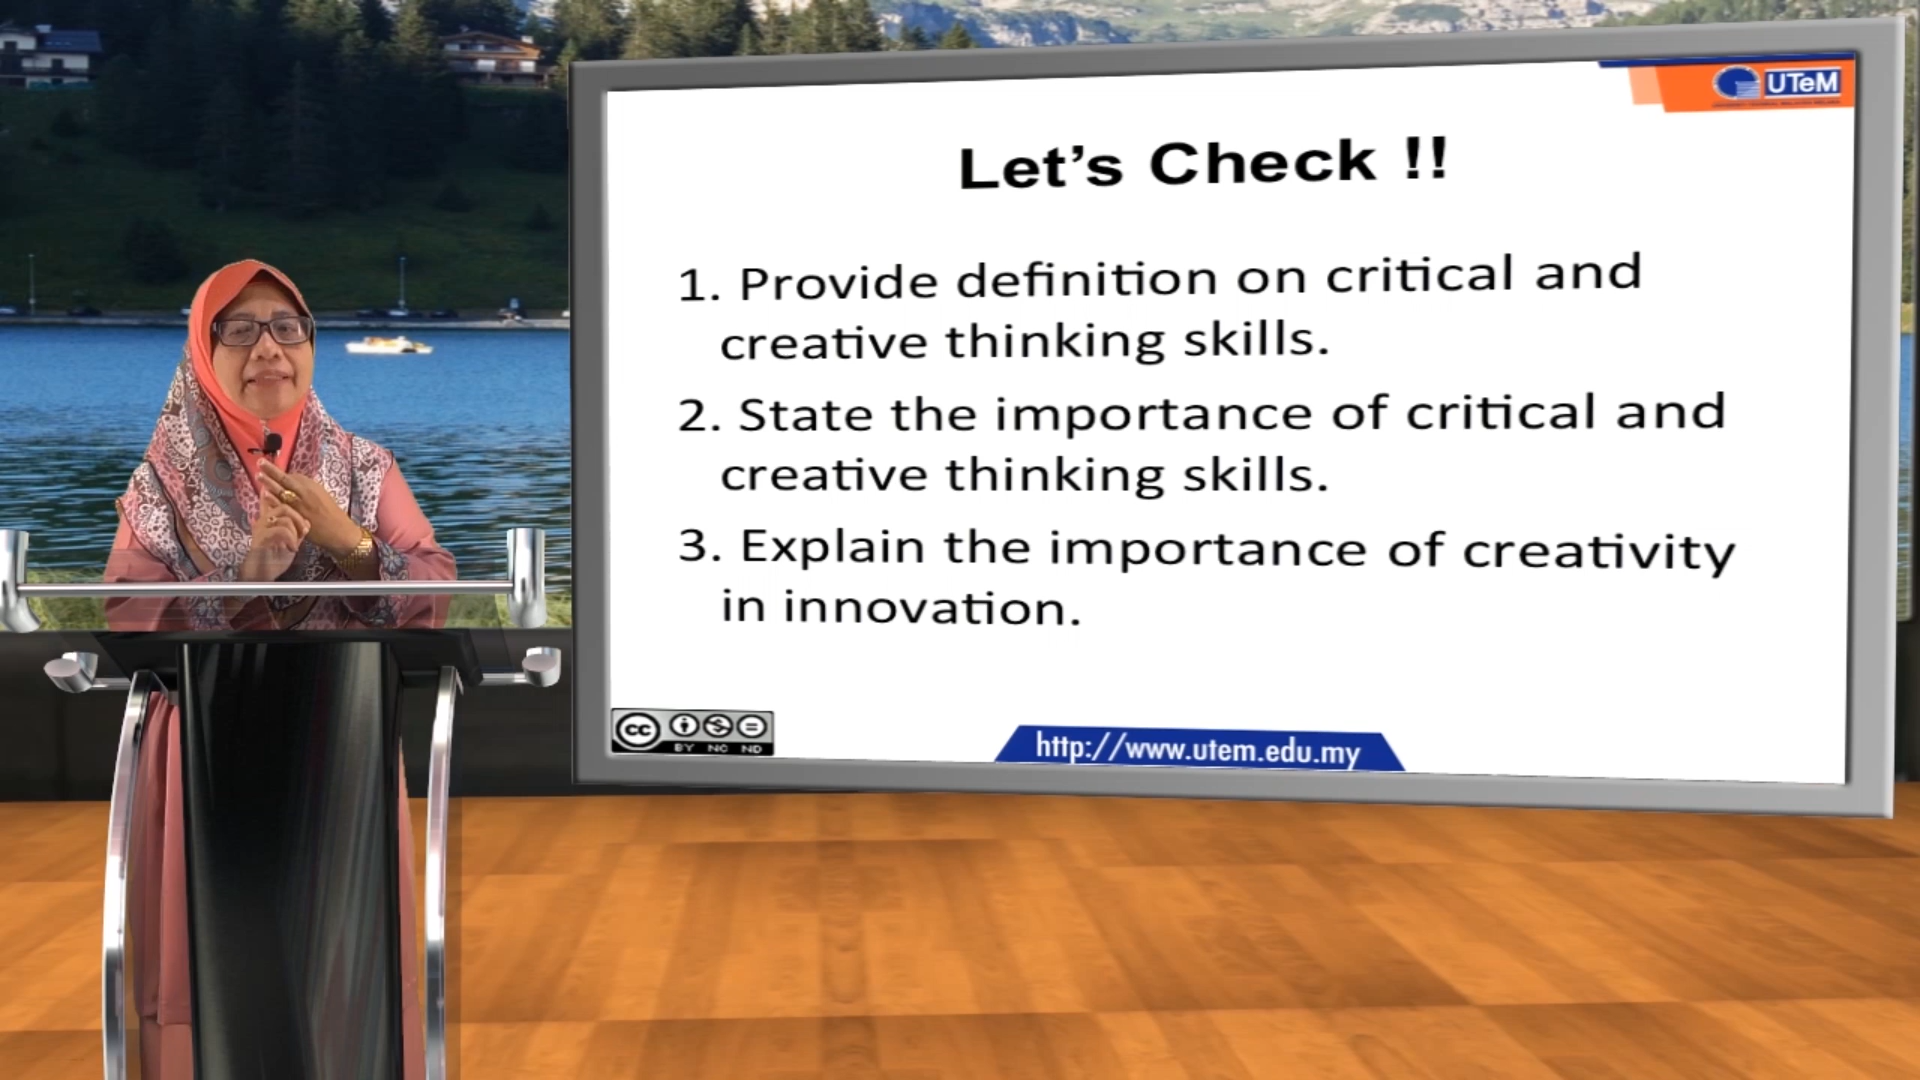 UTeM
Let’s Check !!
1. Provide definition on critical and
creative thinking skills.
2. State the importance of critical and
creative thinking skills.
3. Explain the importance of creativity
in innovation.
cc
BY NC ND
http://www.utem.edu.my